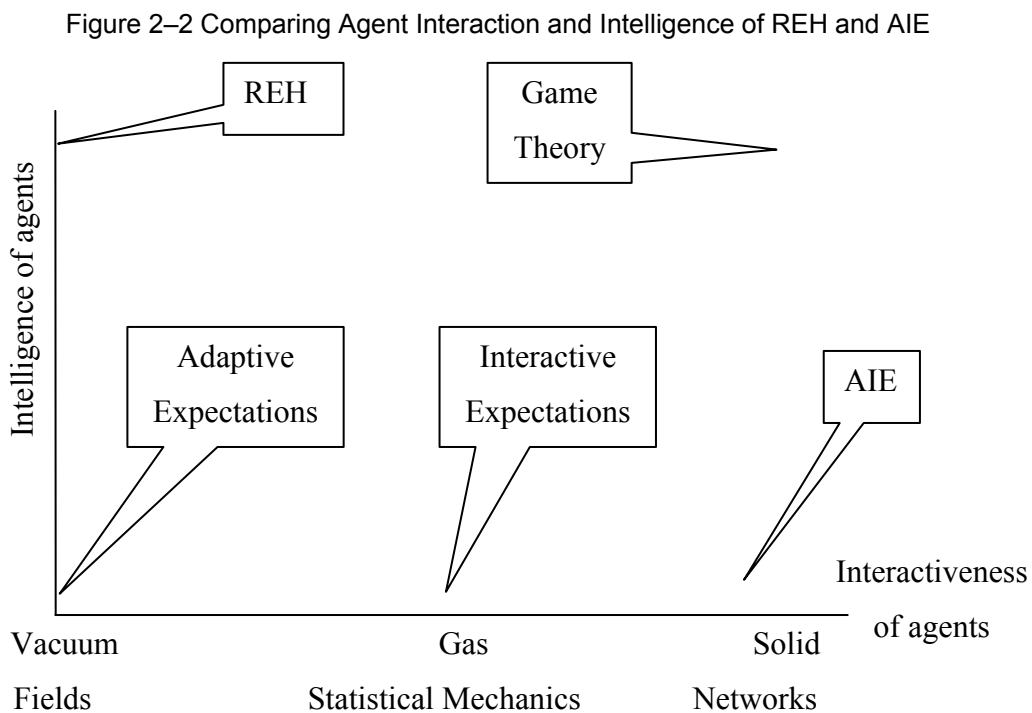 Figure 2–2 Comparing Agent Interaction and Intelligence of REH and AIE
REH
Game
Theory
Intelligence of agents
Adaptive
Expectations
Interactive
Expectations
AIE
Interactiveness
of agents
Vacuum
Gas
Solid
Fields
Statistical Mechanics
Networks